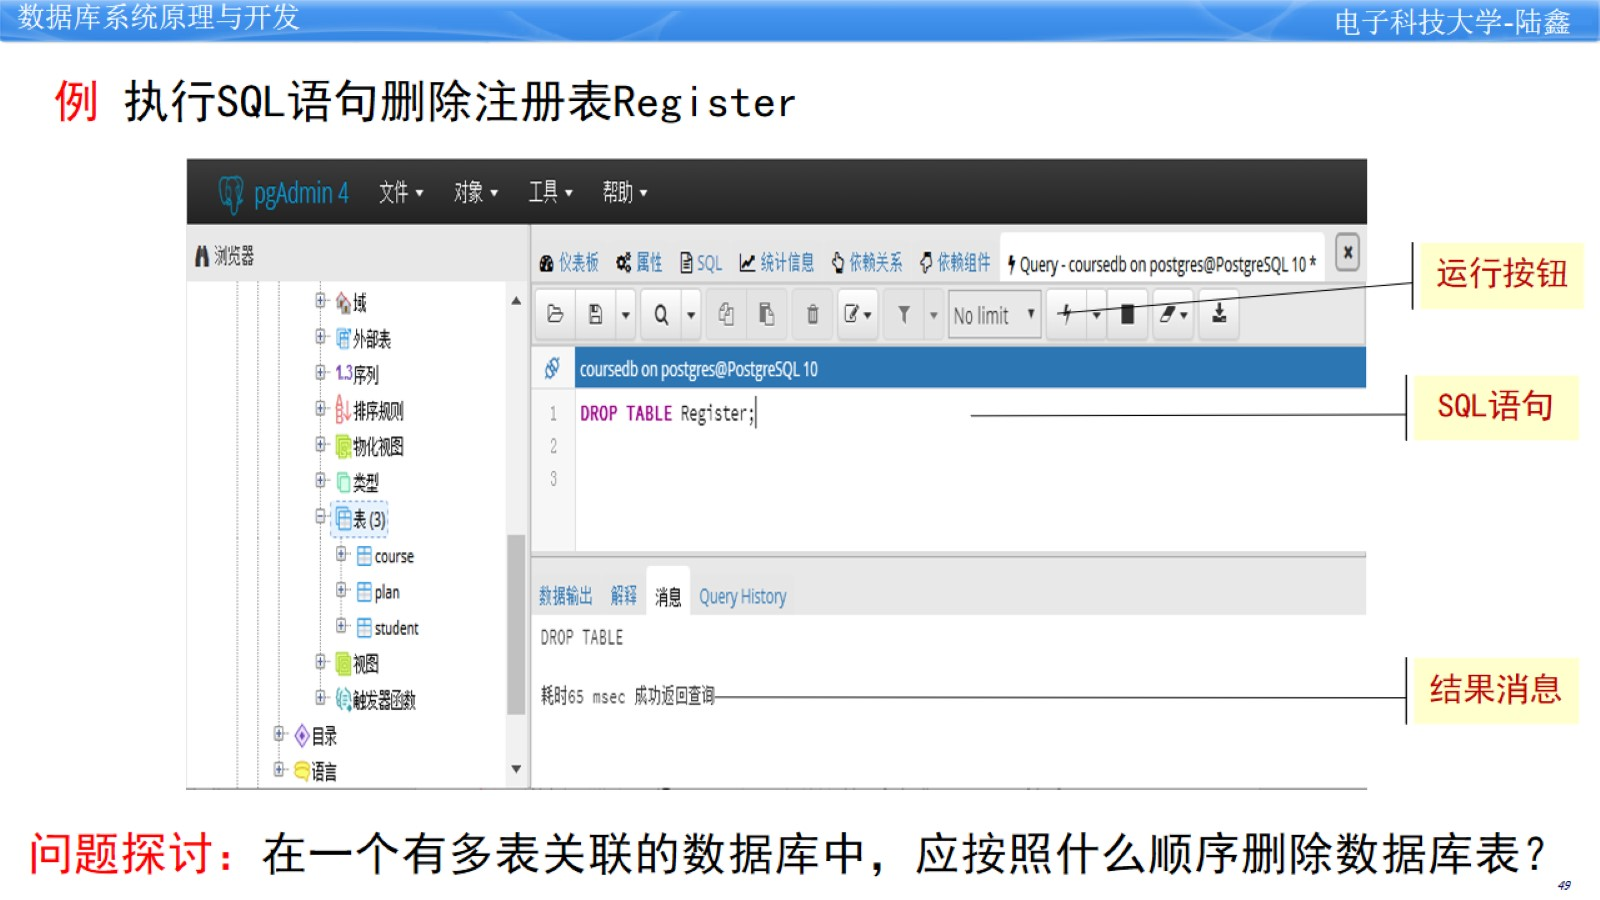 数据库系统原理与开发
电子科技大学-陆鑫
例 执行SQL语句删除注册表Register
pgAdmin 4 文件 对象 工具 帮助
浏览器
仪表板 属性 SQL 统计信息 依赖关系 依赖组件 Query - coursedb on postgres@PostgreSQL 10 *
运行按钮
No limit
域
外部表
1.3 序列
排序规则
物化视图
类型
表 (3)
course
plan
student
视图
触发器函数
目录
语言
coursedb on postgres@PostgreSQL 10
1 DROP TABLE Register;
2
3
SQL语句
数据输出 解释 消息 Query History
DROP TABLE
耗时65 msec 成功返回查询
结果消息
问题探讨：在一个有多表关联的数据库中，应按照什么顺序删除数据库表？
49